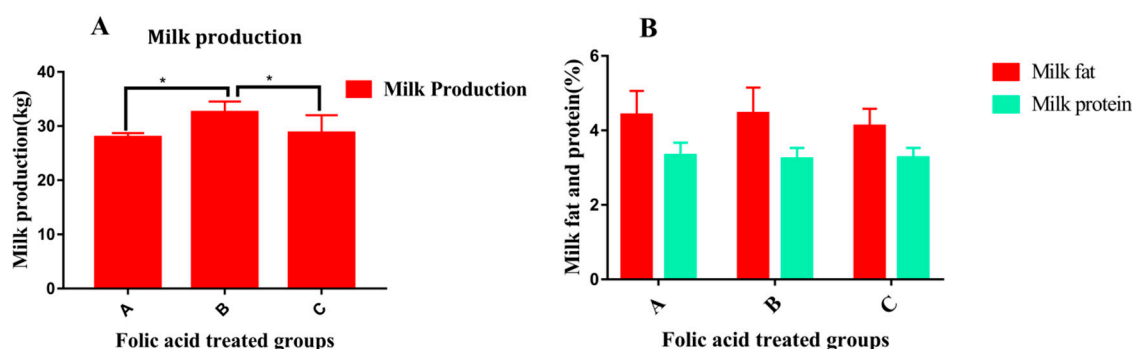 A
Milk production
Milk production(kg)
40
30
20
10
0
*
*
Milk Production
A
B
C
Folic acid treated groups
B
Milk fat and protein(%)
6
4
2
0
Milk fat
Milk protein
A
B
C
Folic acid treated groups